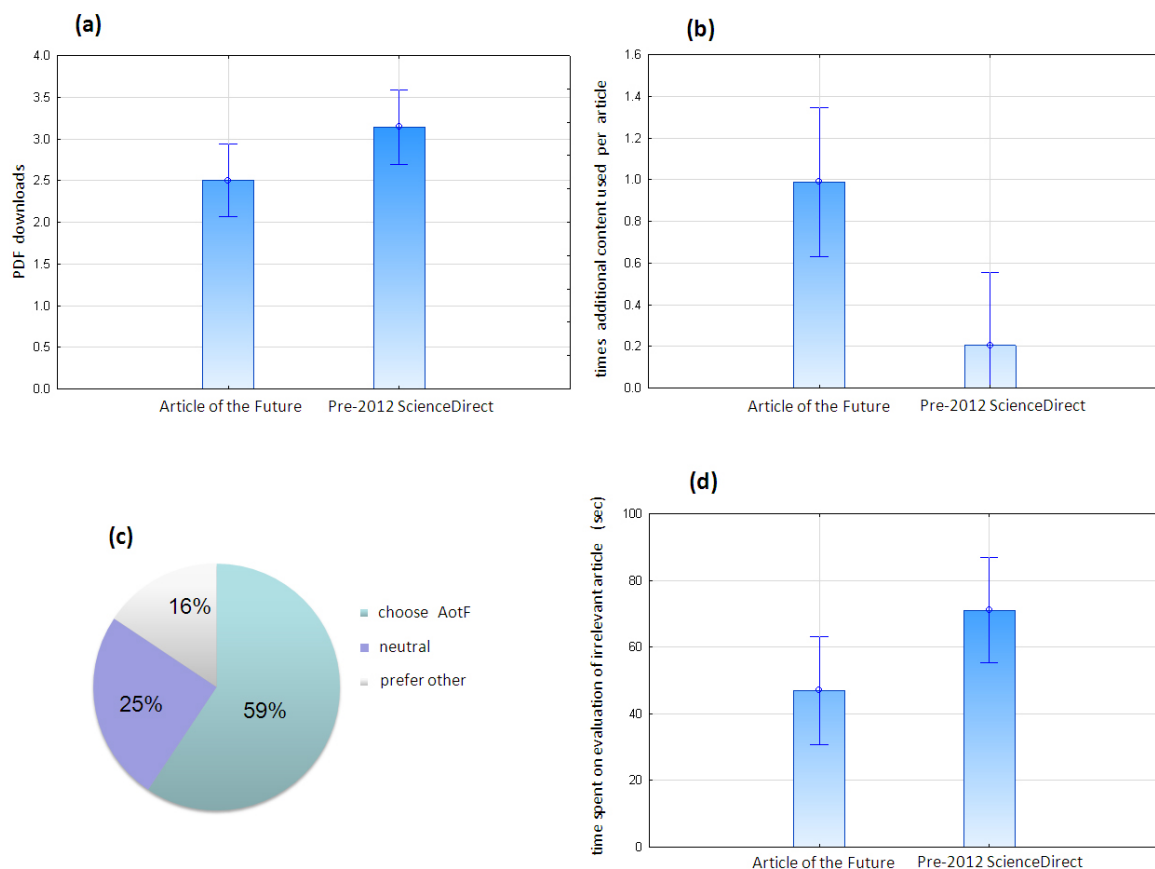 (a)
4.0
3.5
3.0
2.5
2.0
1.5
1.0
0.5
0.0
PDF downloads
Article of the Future
Pre-2012 ScienceDirect
(b)
1.6
1.4
1.2
1.0
0.8
0.6
0.4
0.2
0.0
times additional content used per article
Article of the Future
Pre-2012 ScienceDirect
(c)
16%
25%
59%
choose AotF
neutral
prefer other
(d)
100
80
60
40
20
0
time spent on evaluation of irrelevant article (sec)
Article of the Future
Pre-2012 ScienceDirect